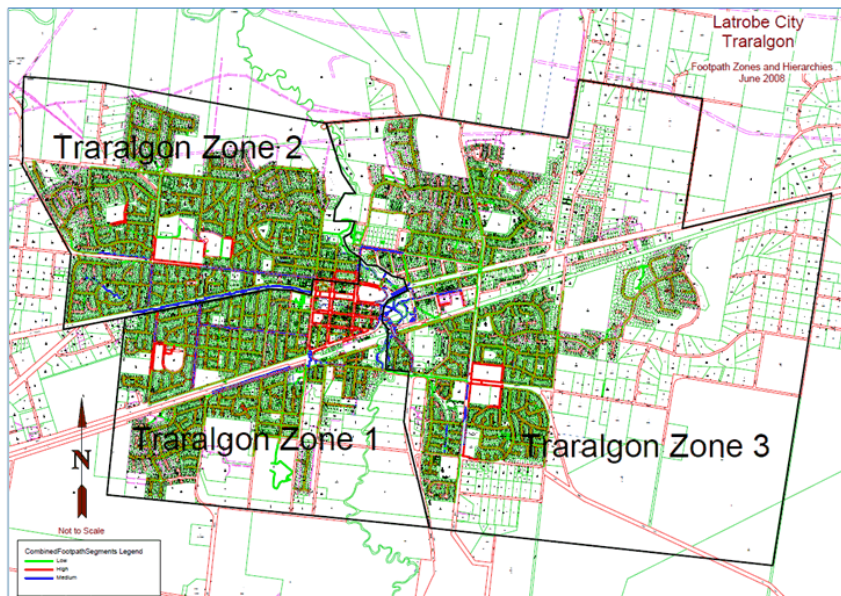 Latrobe City
Traralgon
Footpath Zones and Hierarchies
June 2008
Traralgon Zone 2
Traralgon Zone 1
Traralgon Zone 3
N
Not to Scale
CombinedFootpathSegments Legend
Low
High
Medium